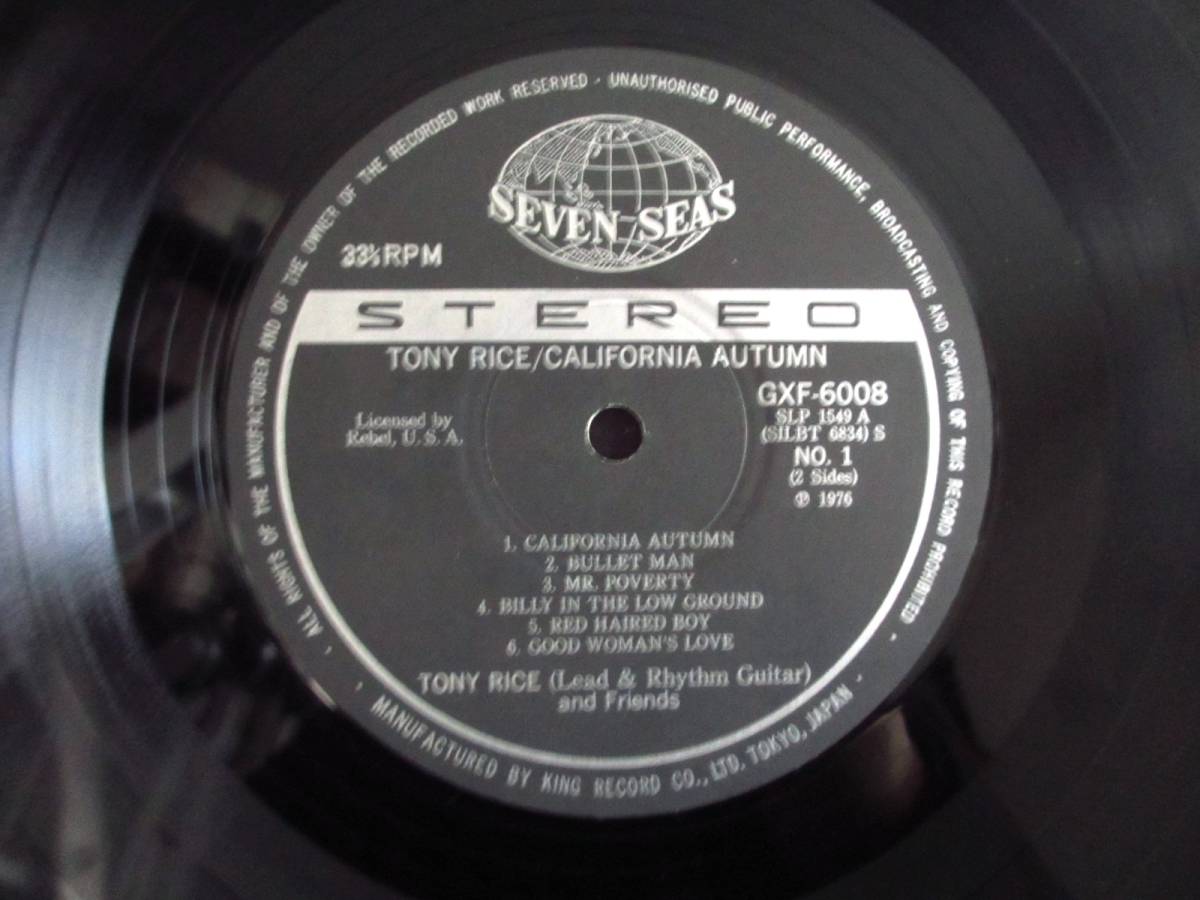 ALL RIGHTS OF THE MANUFACTURER AND OF THE OWNER OF THE RECORDED WORK RESERVED · UNAUTHORISED PUBLIC PERFORMANCE, BROADCASTING AND COPYING OF THIS RECORD PROHIBITED ·
SEVEN-SEAS
33⅓RPM
STEREO
TONY RICE/CALIFORNIA AUTUMN
Licensed by
Rebel, U.S.A.
GXF-6008
SLP 1549 A
(SILBT 6834) S
NO. 1
(2 Sides)
℗ 1976
1. CALIFORNIA AUTUMN
2. BULLET MAN
3. MR. POVERTY
4. BILLY IN THE LOW GROUND
5. RED HAIRED BOY
6. GOOD WOMAN'S LOVE
TONY RICE (Lead & Rhythm Guitar)
and Friends
· MANUFACTURED BY KING RECORD CO., LTD. TOKYO, JAPAN ·